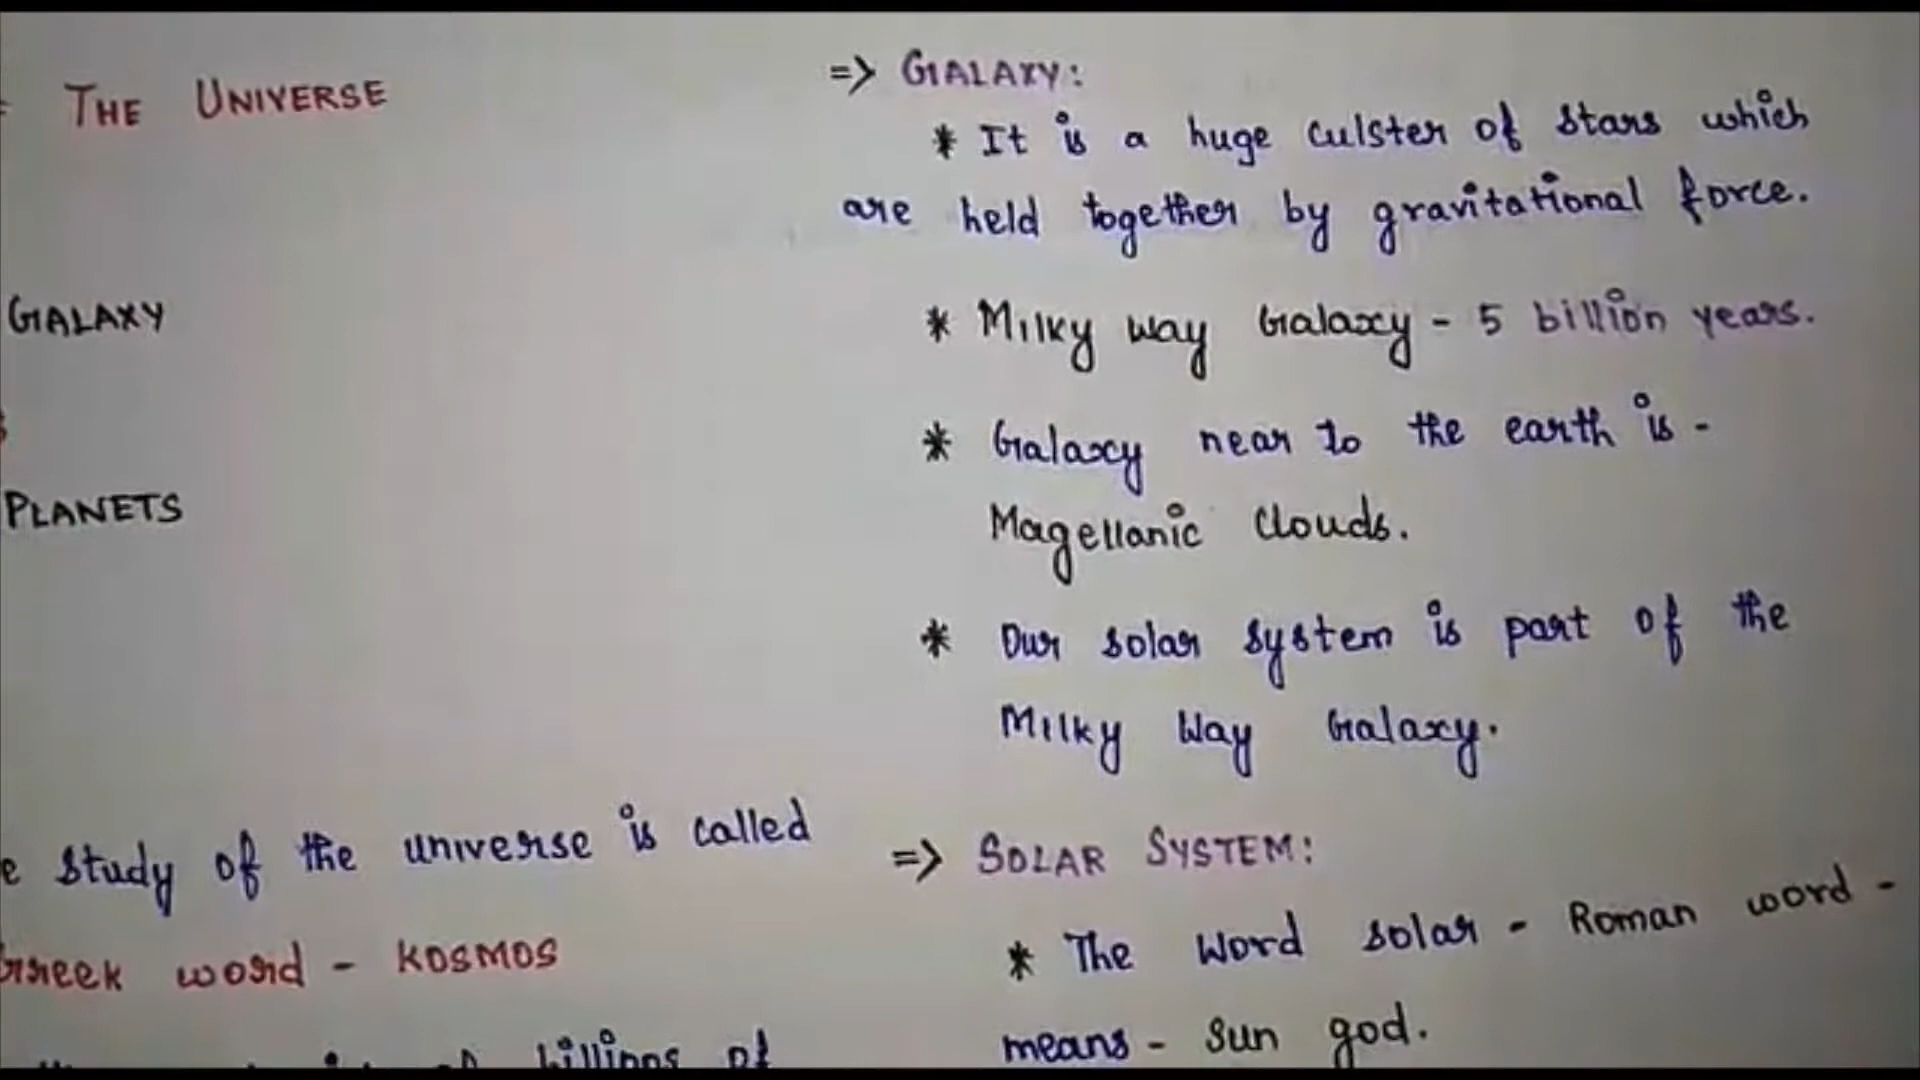 THE UNIVERSE
GALAXY
PLANETS
study of the universe is called
Greek word - KOSMOS
billions of
=> GALAXY:
* It is a huge culster of stars which
are held together by gravitational force.
* Milky way Galaxy - 5 billion years.
* Galaxy near to the earth is -
Magellanic clouds.
* Our solar system is part of the
Milky Way Galaxy.
=> SOLAR SYSTEM:
* The word solar - Roman word -
means - sun god.